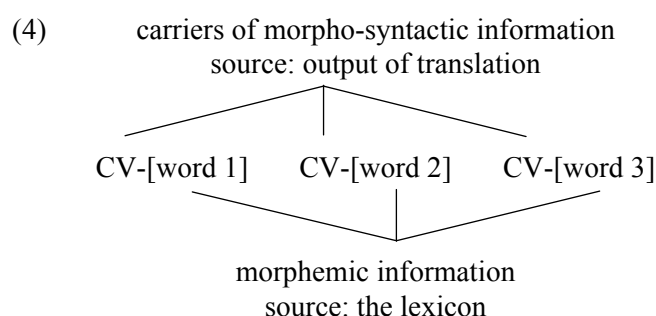 (4) carriers of morpho-syntactic information
source: output of translation
CV-[word 1] CV-[word 2] CV-[word 3]
morphemic information
source: the lexicon